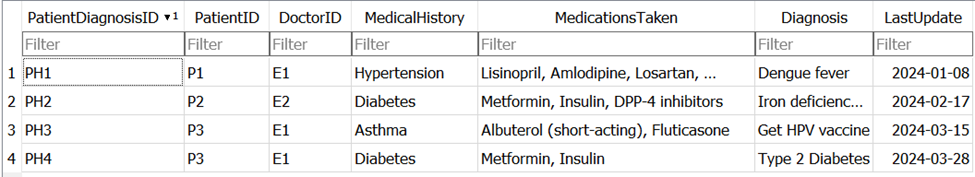 PatientDiagnosisID ▼1 PatientID DoctorID MedicalHistory MedicationsTaken Diagnosis LastUpdate
Filter Filter Filter Filter Filter Filter Filter
1 PH1 P1 E1 Hypertension Lisinopril, Amlodipine, Losartan, ... Dengue fever 2024-01-08
2 PH2 P2 E2 Diabetes Metformin, Insulin, DPP-4 inhibitors Iron deficienc... 2024-02-17
3 PH3 P3 E1 Asthma Albuterol (short-acting), Fluticasone Get HPV vaccine 2024-03-15
4 PH4 P3 E1 Diabetes Metformin, Insulin Type 2 Diabetes 2024-03-28